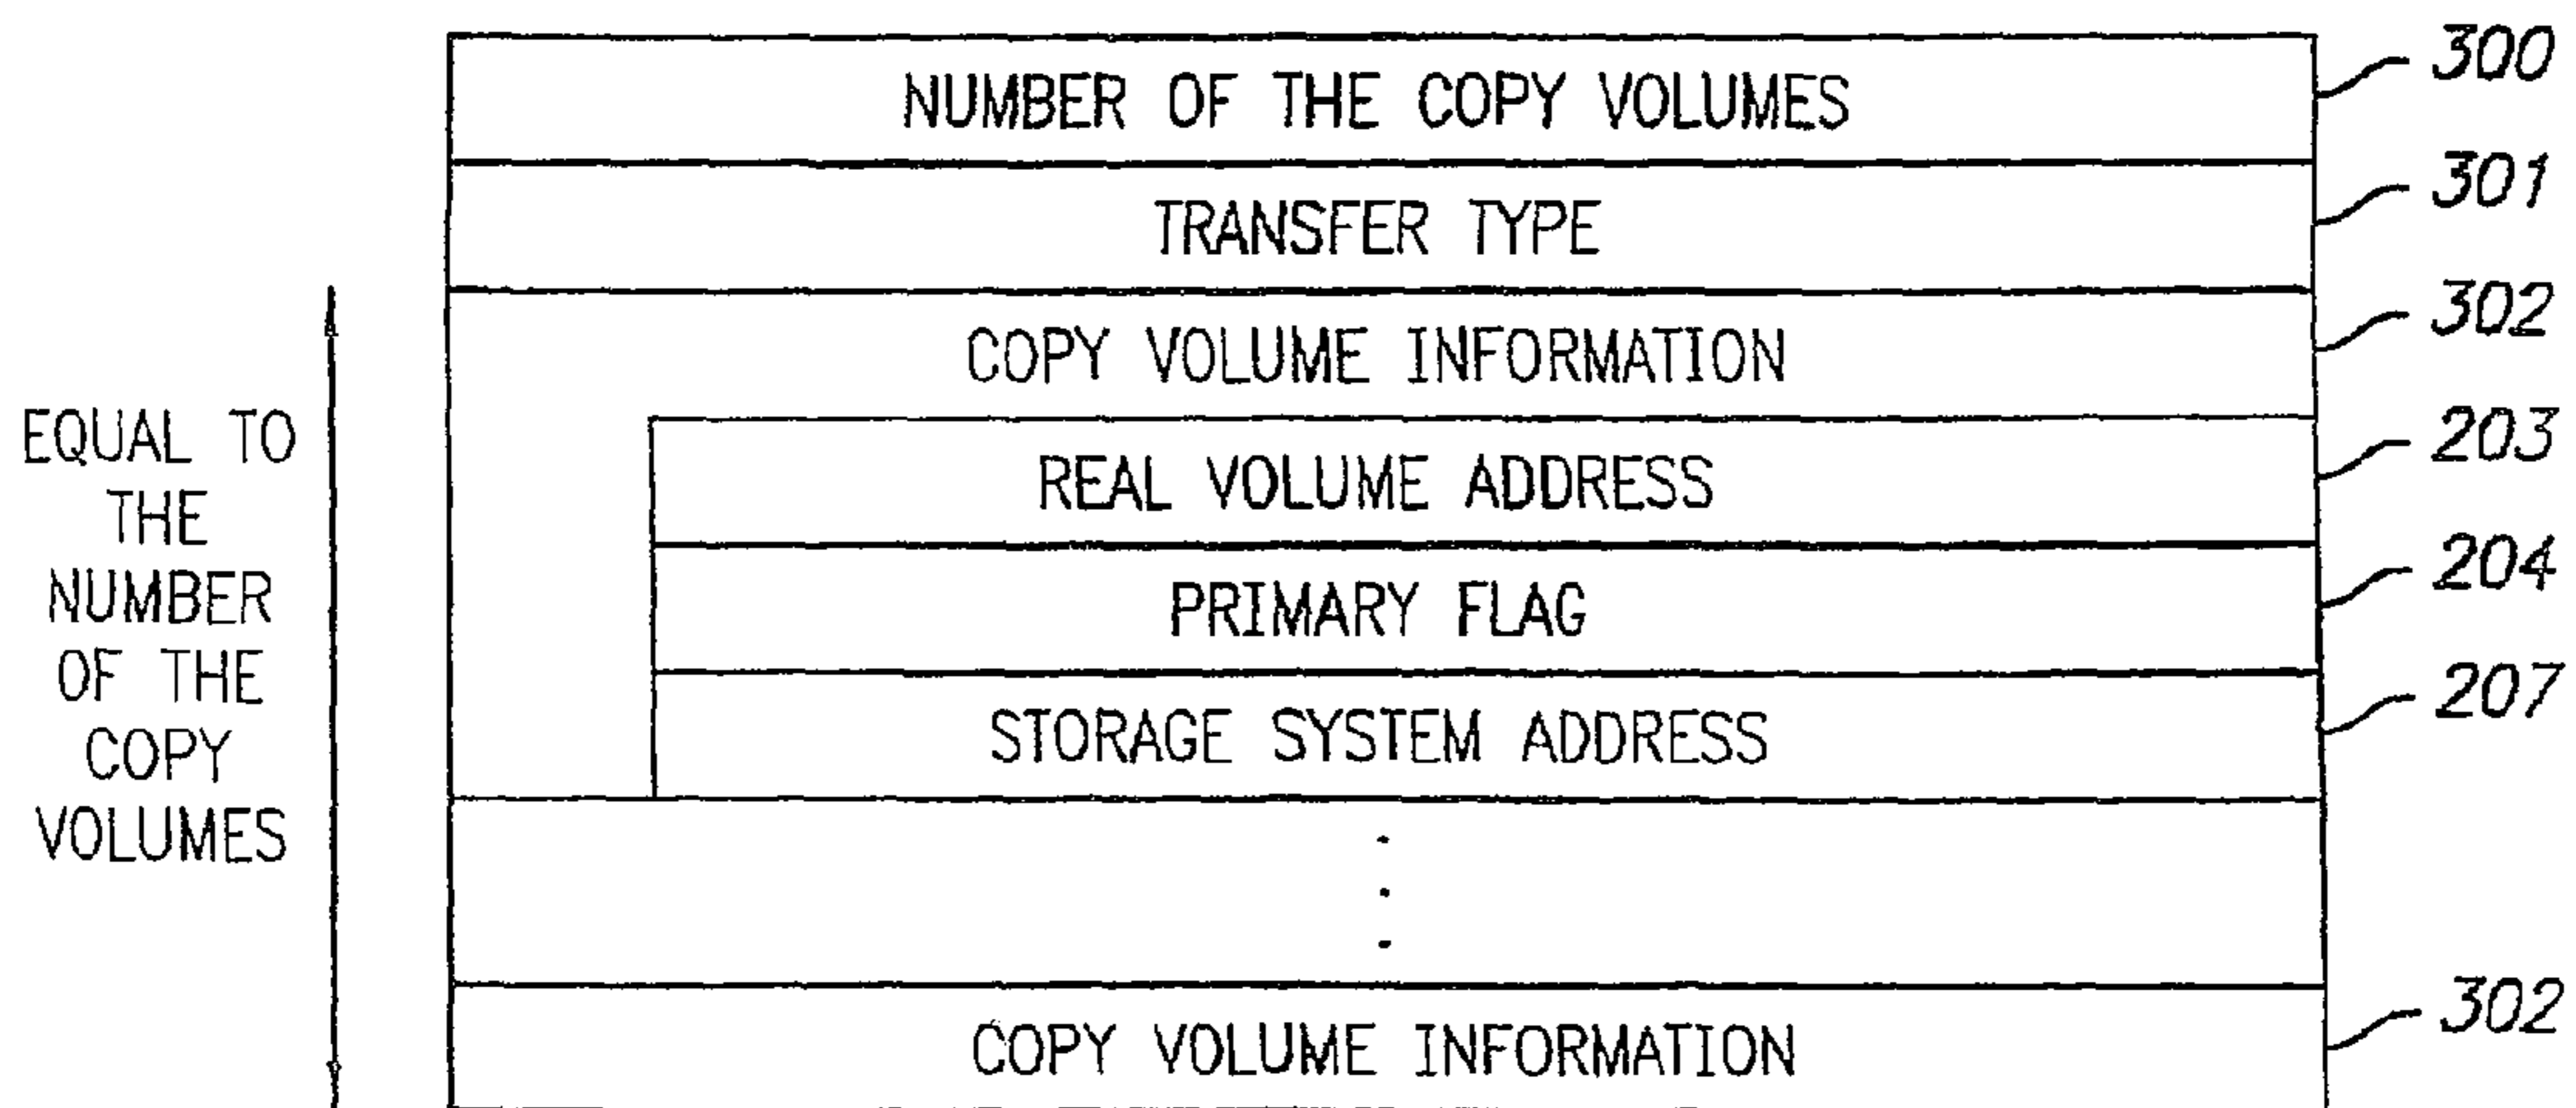 NUMBER OF THE COPY VOLUMES 300
TRANSFER TYPE 301
COPY VOLUME INFORMATION 302
REAL VOLUME ADDRESS 203
PRIMARY FLAG 204
STORAGE SYSTEM ADDRESS 207
COPY VOLUME INFORMATION 302
EQUAL TO
THE
NUMBER
OF THE
COPY
VOLUMES